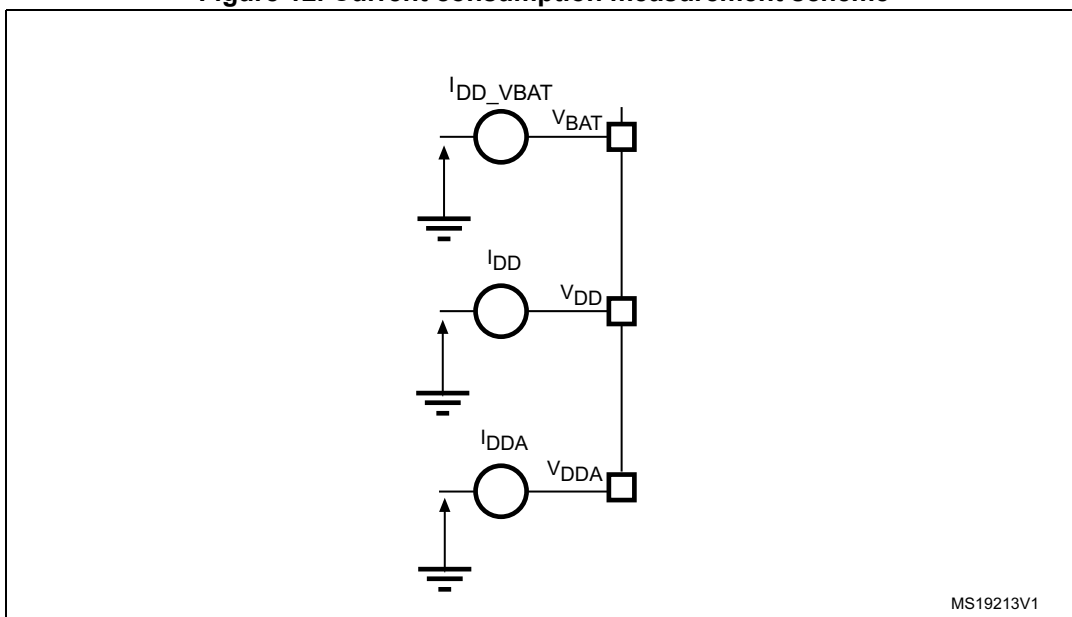 Figure 12. Current consumption measurement scheme
IDD_VBAT
VBAT
IDD
VDD
IDDA
VDDA
MS19213V1